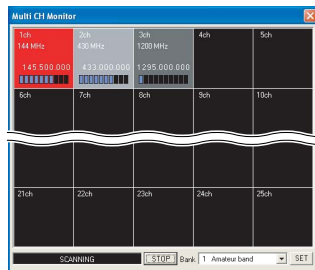 Multi CH Monitor
1ch 2ch 3ch 4ch 5ch
144 MHz 430 MHz 1200 MHz
145.500.000 433.000.000 1295.000.000
6ch 7ch 8ch 9ch 10ch
21ch 22ch 23ch 24ch 25ch
SCANNING STOP Bank 1 Amateur band SET